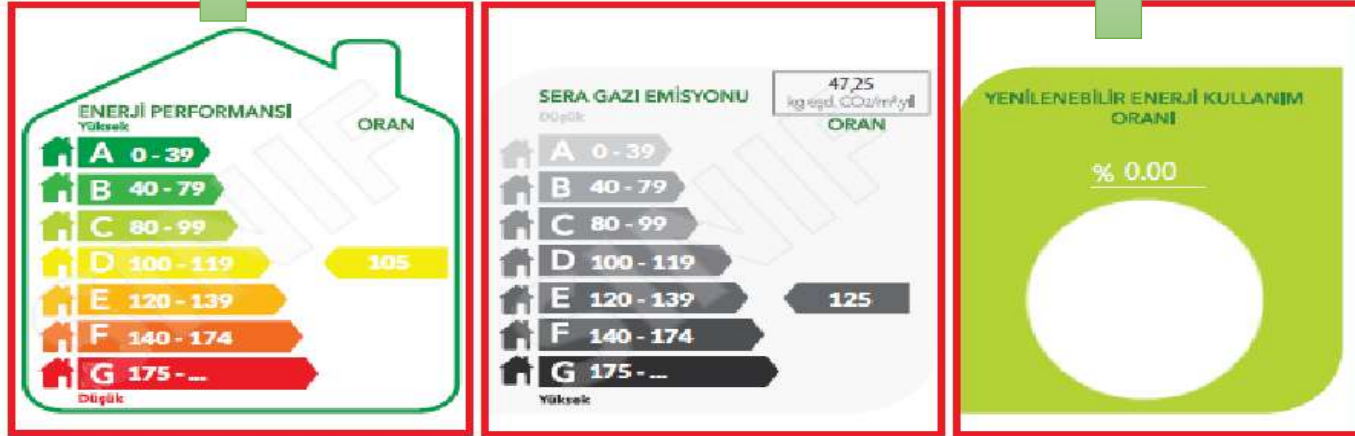 ENERJİ PERFORMANSI
Yüksek
ORAN
A 0 - 39
B 40 - 79
C 80 - 99
D 100 - 119
105
E 120 - 139
F 140 - 174
G 175 - ...
Düşük
SERA GAZI EMİSYONU
Düşük
47,25
kg eşd. CO2/m²yıl
ORAN
A 0 - 39
B 40 - 79
C 80 - 99
D 100 - 119
E 120 - 139
125
F 140 - 174
G 175 - ...
Yüksek
YENİLENEBİLİR ENERJİ KULLANIM
ORANI
% 0.00